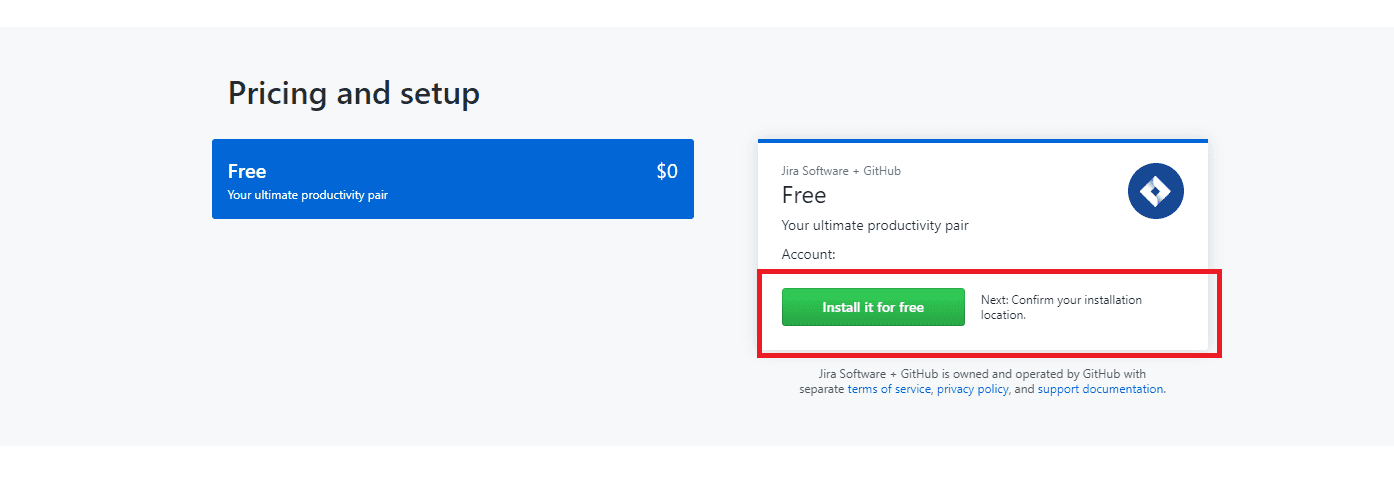 Pricing and setup
Free
$0
Your ultimate productivity pair
Jira Software + GitHub
Free
Your ultimate productivity pair
Account:
Install it for free
Next: Confirm your installation
location.
Jira Software + GitHub is owned and operated by GitHub with
separate terms of service, privacy policy, and support documentation.